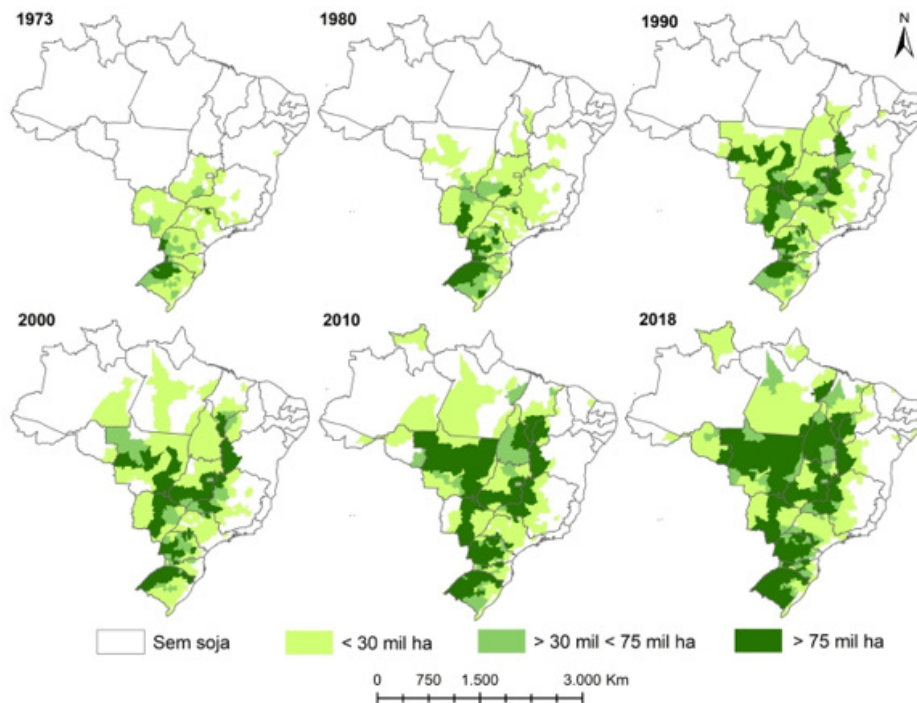 1973
1980
1990
N
2000
2010
2018
Sem soja
< 30 mil ha
> 30 mil < 75 mil ha
> 75 mil ha
0 750 1.500 3.000 Km